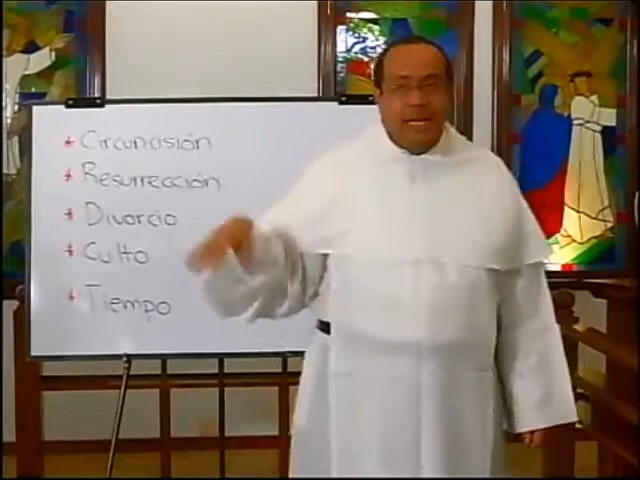 * Circuncisión
* Resurrección
* Divorcio
* Culto
* Tiempo